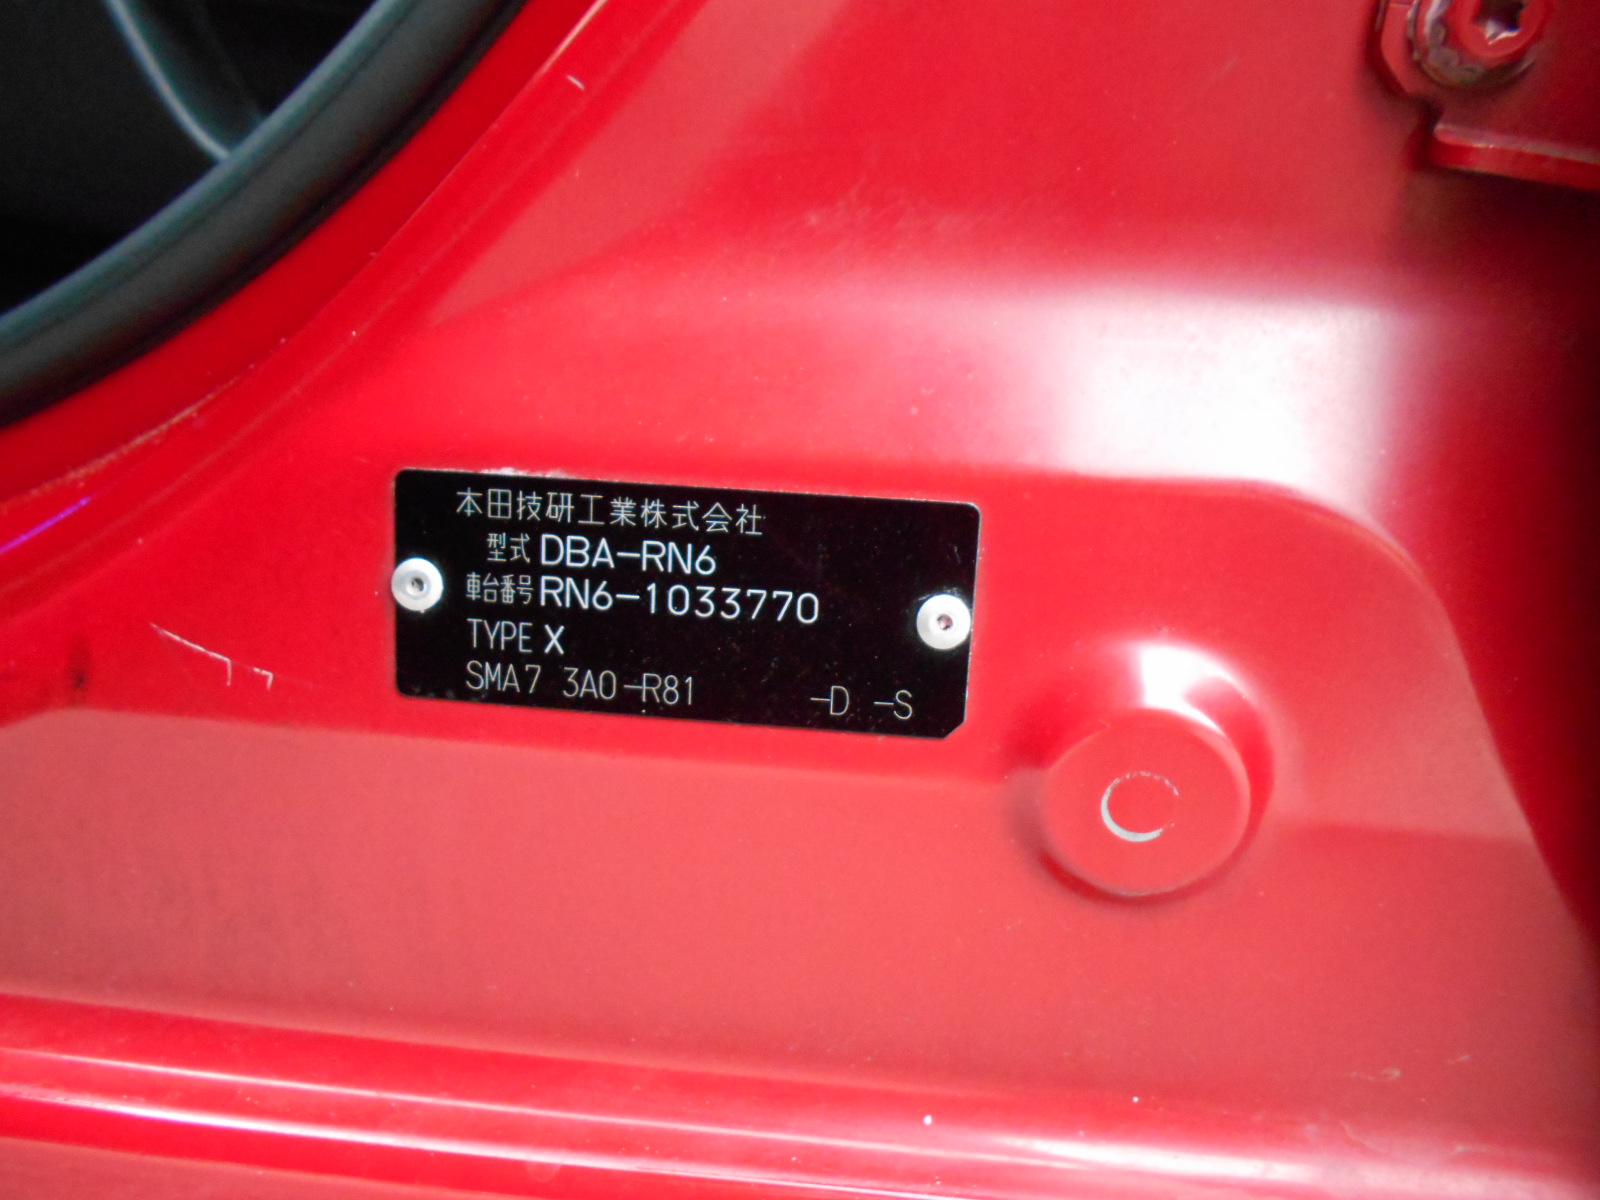 本田技研工業株式会社
型式 DBA-RN6
車台番号 RN6-1033770
TYPE X
SMA7 3A0-R81 -D -S